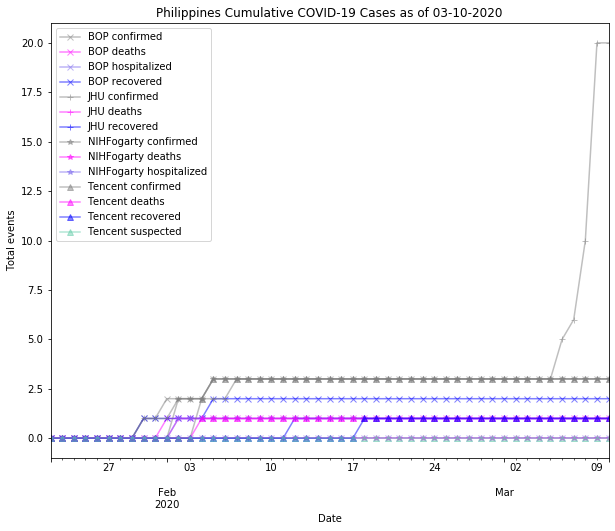 Philippines Cumulative COVID-19 Cases as of 03-10-2020
BOP confirmed
BOP deaths
BOP hospitalized
BOP recovered
JHU confirmed
JHU deaths
JHU recovered
NIHFogarty confirmed
NIHFogarty deaths
NIHFogarty hospitalized
Tencent confirmed
Tencent deaths
Tencent recovered
Tencent suspected
Total events
20.0
17.5
15.0
12.5
10.0
7.5
5.0
2.5
0.0
27 03 10 17 24 02 09
Feb Mar
2020
Date